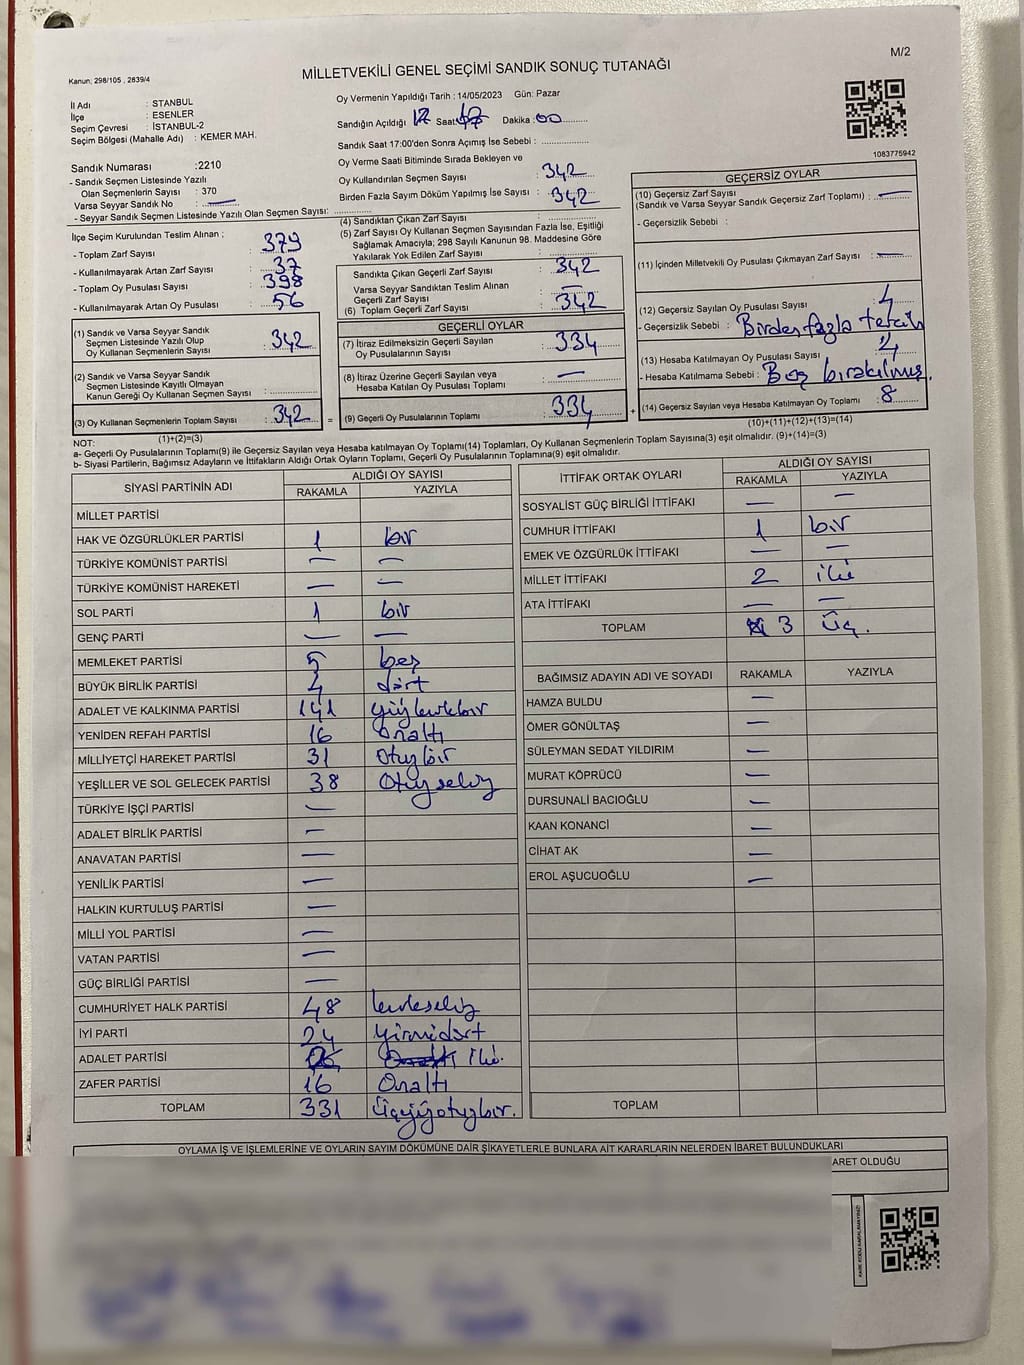 M/2
Kanun; 298/105 , 2839/4
MİLLETVEKİLİ GENEL SEÇİMİ SANDIK SONUÇ TUTANAĞI
İl Adı : STANBUL
İlçe : ESENLER
Seçim Çevresi : İSTANBUL-2
Seçim Bölgesi (Mahalle Adı) : KEMER MAH.
Sandık Numarası :2210
- Sandık Seçmen Listesinde Yazılı
Olan Seçmenlerin Sayısı : 370
Varsa Seyyar Sandık No : —
- Seyyar Sandık Seçmen Listesinde Yazılı Olan Seçmen Sayısı:
Oy Vermenin Yapıldığı Tarih : 14/05/2023 Gün: Pazar
Sandığın Açıldığı Saat 17 Dakika : 00
Sandık Saat 17:00'den Sonra Açımış İse Sebebi :
Oy Verme Saati Bitiminde Sırada Bekleyen ve
Oy Kullandırılan Seçmen Sayısı : 342
Birden Fazla Sayım Döküm Yapılmış İse Sayısı : 342
1083775942
İlçe Seçim Kurulundan Teslim Alınan ;
- Toplam Zarf Sayısı : 379
- Kullanılmayarak Artan Zarf Sayısı : 37
- Toplam Oy Pusulası Sayısı : 398
- Kullanılmayarak Artan Oy Pusulası : 56
(1) Sandık ve Varsa Seyyar Sandık
Seçmen Listesinde Yazılı Olup
Oy Kullanan Seçmenlerin Sayısı : 342
(2) Sandık ve Varsa Seyyar Sandık
Seçmen Listesinde Kayıtlı Olmayan
Kanun Gereği Oy Kullanan Seçmen Sayısı :
(3) Oy Kullanan Seçmenlerin Toplam Sayısı : 342
(1)+(2)=(3)
(4) Sandıktan Çıkan Zarf Sayısı :
(5) Zarf Sayısı Oy Kullanan Seçmen Sayısından Fazla İse, Eşitliği
Sağlamak Amacıyla; 298 Sayılı Kanunun 98. Maddesine Göre
Yakılarak Yok Edilen Zarf Sayısı :
Sandıkta Çıkan Geçerli Zarf Sayısı : 342
Varsa Seyyar Sandıktan Teslim Alınan
Geçerli Zarf Sayısı : —
(6) Toplam Geçerli Zarf Sayısı : 342
GEÇERLİ OYLAR
(7) İtiraz Edilmeksizin Geçerli Sayılan
Oy Pusulalarının Sayısı : 334
(8) İtiraz Üzerine Geçerli Sayılan veya
Hesaba Katılan Oy Pusulası Toplamı : —
(9) Geçerli Oy Pusulalarının Toplamı : 334
GEÇERSİZ OYLAR
(10) Geçersiz Zarf Sayısı
(Sandık ve Varsa Seyyar Sandık Geçersiz Zarf Toplamı) : —
- Geçersizlik Sebebi :
(11) İçinden Milletvekili Oy Pusulası Çıkmayan Zarf Sayısı : —
(12) Geçersiz Sayılan Oy Pusulası Sayısı : 4
- Geçersizlik Sebebi : Birden fazla tercih
(13) Hesaba Katılmayan Oy Pusulası Sayısı : 4
- Hesaba Katılmama Sebebi : Boş bırakılmış.
(14) Geçersiz Sayılan veya Hesaba Katılmayan Oy Toplamı : 8
(10)+(11)+(12)+(13)=(14)
NOT:
a- Geçerli Oy Pusulalarının Toplamı(9) ile Geçersiz Sayılan veya Hesaba katılmayan Oy Toplamı(14) Toplamları, Oy Kullanan Seçmenlerin Toplam Sayısına(3) eşit olmalıdır. (9)+(14)=(3)
b- Siyasi Partilerin, Bağımsız Adayların ve İttifakların Aldığı Ortak Oyların Toplamı, Geçerli Oy Pusulalarının Toplamına(9) eşit olmalıdır.
SİYASİ PARTİNİN ADI ALDIĞI OY SAYISI
RAKAMLA YAZIYLA
MİLLET PARTİSİ
HAK VE ÖZGÜRLÜKLER PARTİSİ 1 bir
TÜRKİYE KOMÜNİST PARTİSİ — —
TÜRKİYE KOMÜNİST HAREKETİ — —
SOL PARTİ 1 bir
GENÇ PARTİ — —
MEMLEKET PARTİSİ 5 beş
BÜYÜK BİRLİK PARTİSİ 4 dört
ADALET VE KALKINMA PARTİSİ 141 yüzkırkbir
YENİDEN REFAH PARTİSİ 16 Onaltı
MİLLİYETÇİ HAREKET PARTİSİ 31 Otuzbir
YEŞİLLER VE SOL GELECEK PARTİSİ 38 Otuzsekiz
TÜRKİYE İŞÇİ PARTİSİ —
ADALET BİRLİK PARTİSİ —
ANAVATAN PARTİSİ —
YENİLİK PARTİSİ —
HALKIN KURTULUŞ PARTİSİ —
MİLLİ YOL PARTİSİ —
VATAN PARTİSİ —
GÜÇ BİRLİĞİ PARTİSİ —
CUMHURİYET HALK PARTİSİ 48 kırksekiz
İYİ PARTİ 24 yirmidört
ADALET PARTİSİ iki.
ZAFER PARTİSİ 16 Onaltı
TOPLAM 331 Üçyüzotuzbir.
İTTİFAK ORTAK OYLARI ALDIĞI OY SAYISI
RAKAMLA YAZIYLA
SOSYALİST GÜÇ BİRLİĞİ İTTİFAKI — —
CUMHUR İTTİFAKI 1 bir
EMEK VE ÖZGÜRLÜK İTTİFAKI — —
MİLLET İTTİFAKI 2 iki
ATA İTTİFAKI — —
TOPLAM 3 Üç.
BAĞIMSIZ ADAYIN ADI VE SOYADI RAKAMLA YAZIYLA
HAMZA BULDU —
ÖMER GÖNÜLTAŞ —
SÜLEYMAN SEDAT YILDIRIM —
MURAT KÖPRÜCÜ —
DURSUNALİ BACIOĞLU —
KAAN KONANCİ —
CİHAT AK —
EROL AŞUCUOĞLU —
TOPLAM
OYLAMA İŞ VE İŞLEMLERİNE VE OYLARIN SAYIM DÖKÜMÜNE DAİR ŞİKAYETLERLE BUNLARA AİT KARARLARIN NELERDEN İBARET BULUNDUKLARI
ARET OLDUĞU